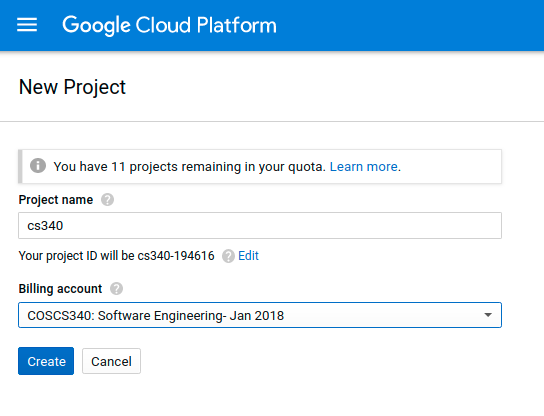 Google Cloud Platform
New Project
You have 11 projects remaining in your quota. Learn more.
Project name
cs340
Your project ID will be cs340-194616 Edit
Billing account
COSCS340: Software Engineering- Jan 2018
Create Cancel